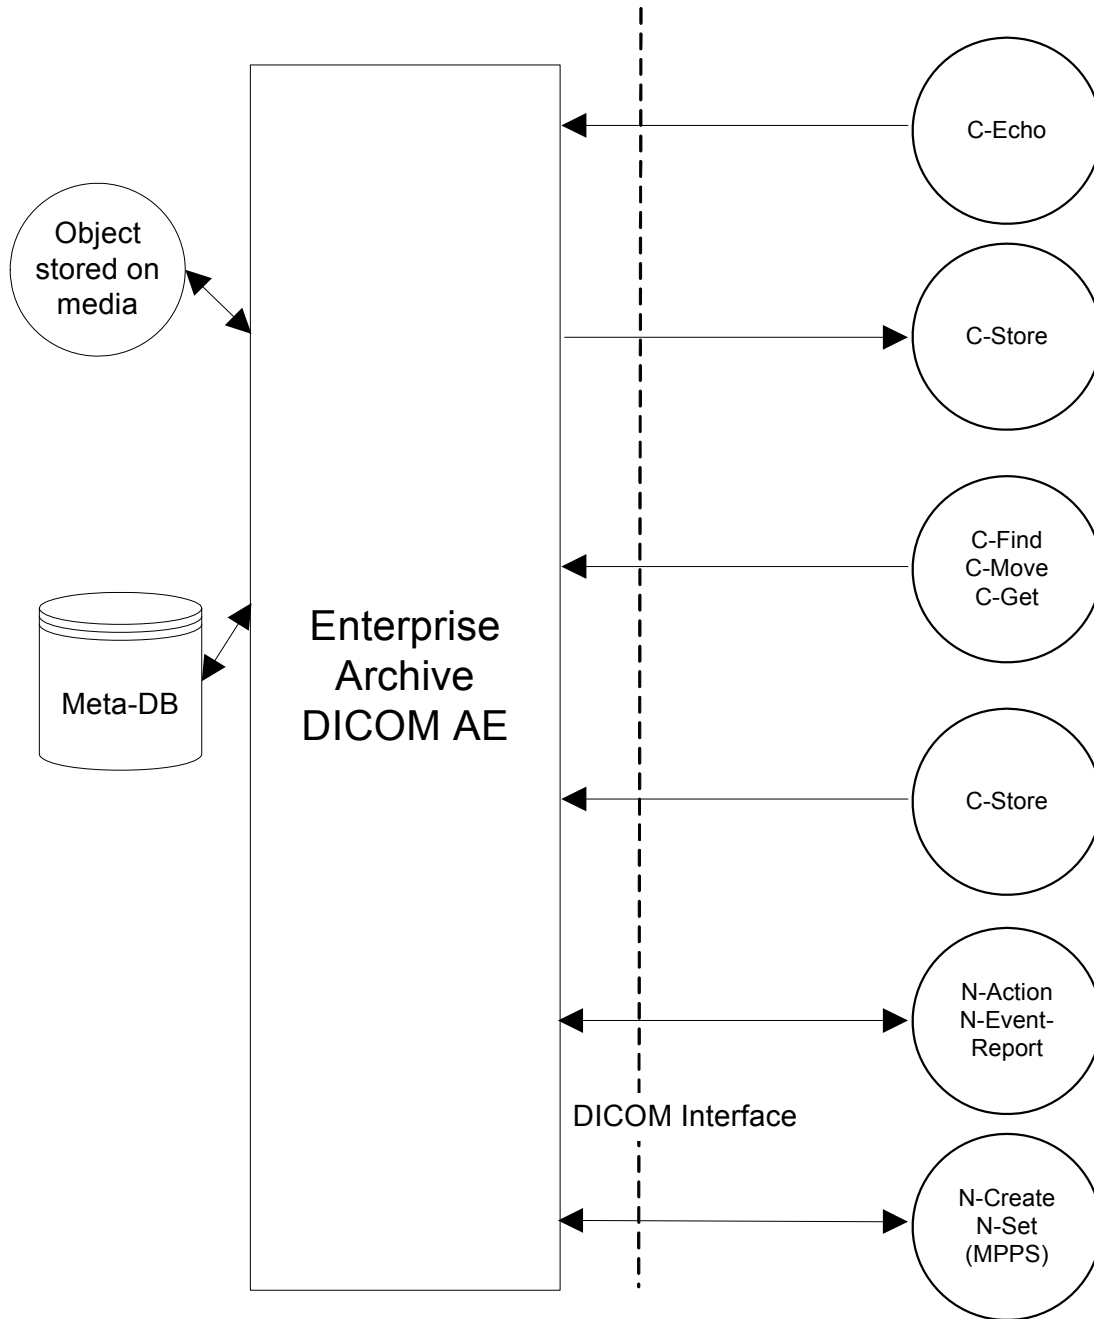 C-Echo
Object
stored on
media
C-Store
C-Find
C-Move
C-Get
Enterprise
Archive
DICOM AE
Meta-DB
C-Store
N-Action
N-Event-
Report
DICOM Interface
N-Create
N-Set
(MPPS)